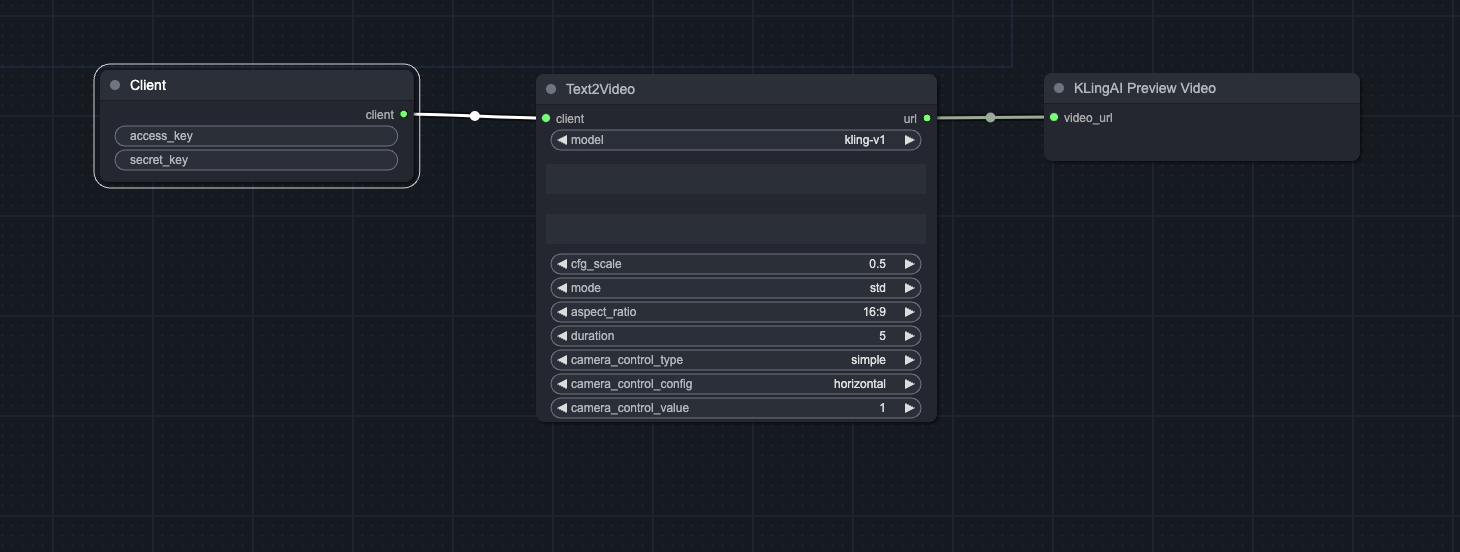 Client
client
access_key
secret_key
Text2Video
client url
model kling-v1
cfg_scale 0.5
mode std
aspect_ratio 16:9
duration 5
camera_control_type simple
camera_control_config horizontal
camera_control_value 1
KLingAI Preview Video
video_url